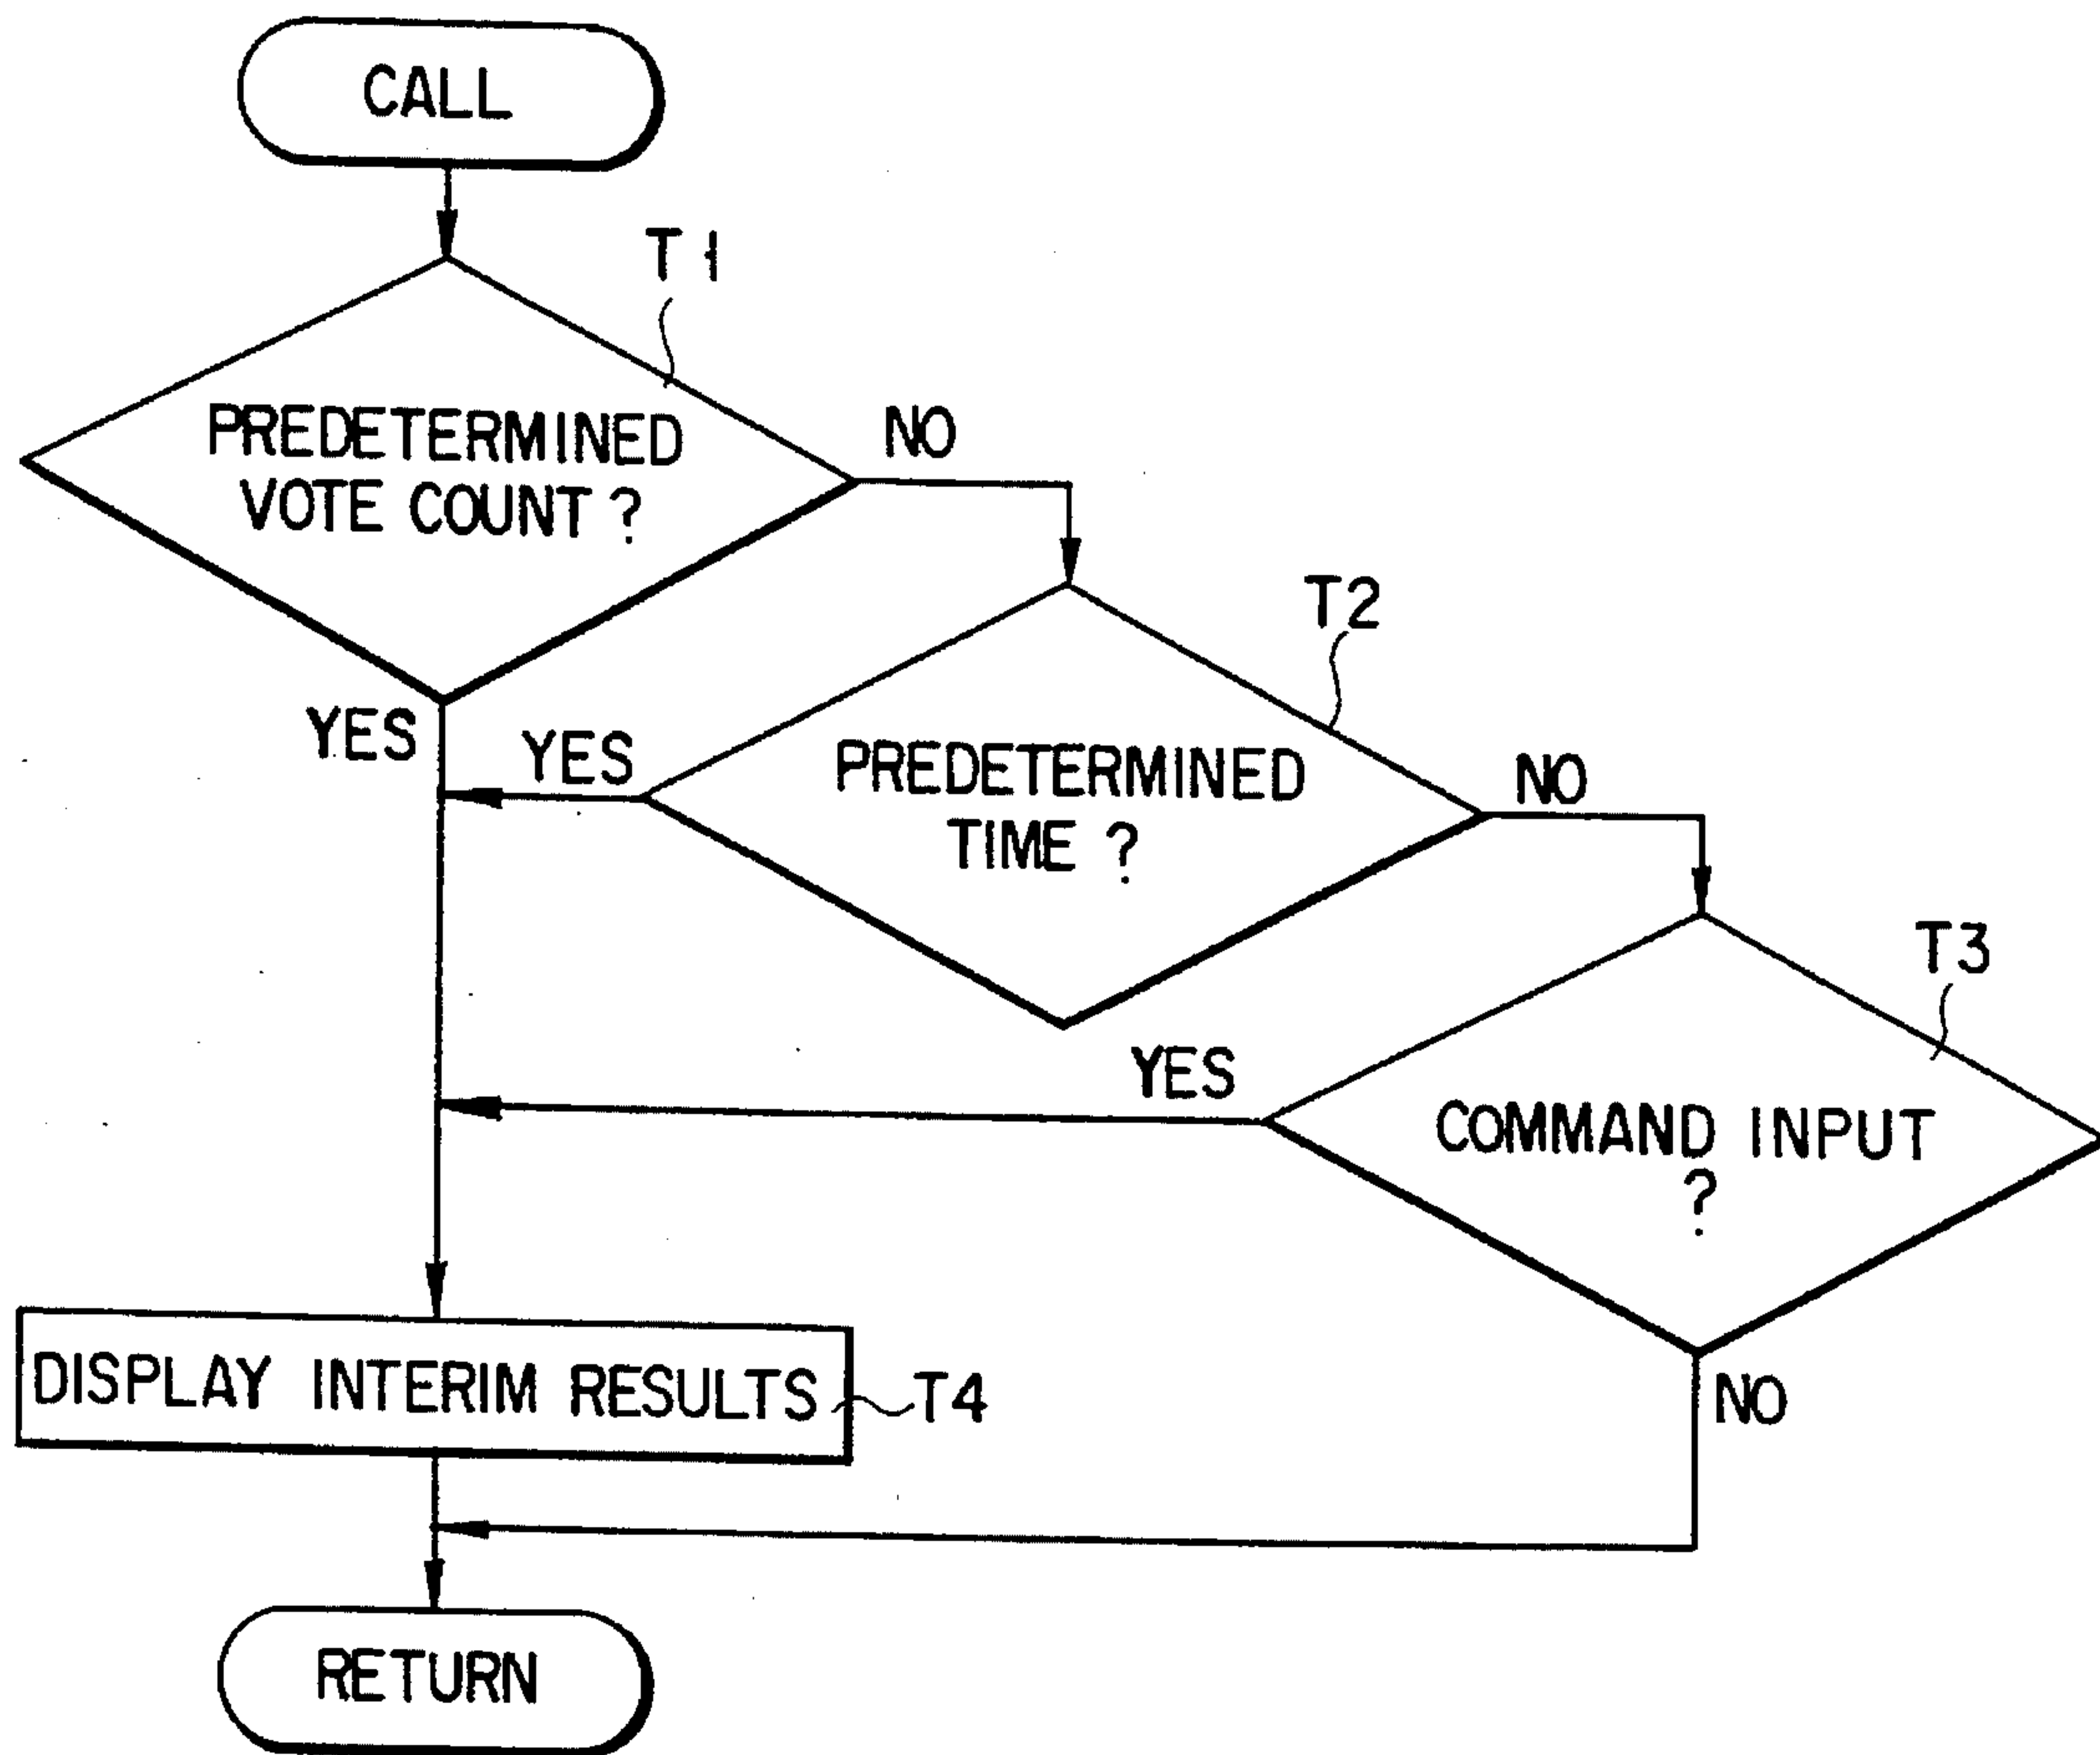 CALL
T1
PREDETERMINED
VOTE COUNT ?
NO
YES
T2
YES
PREDETERMINED
TIME ?
NO
T3
YES
COMMAND INPUT
?
NO
DISPLAY INTERIM RESULTS
T4
RETURN